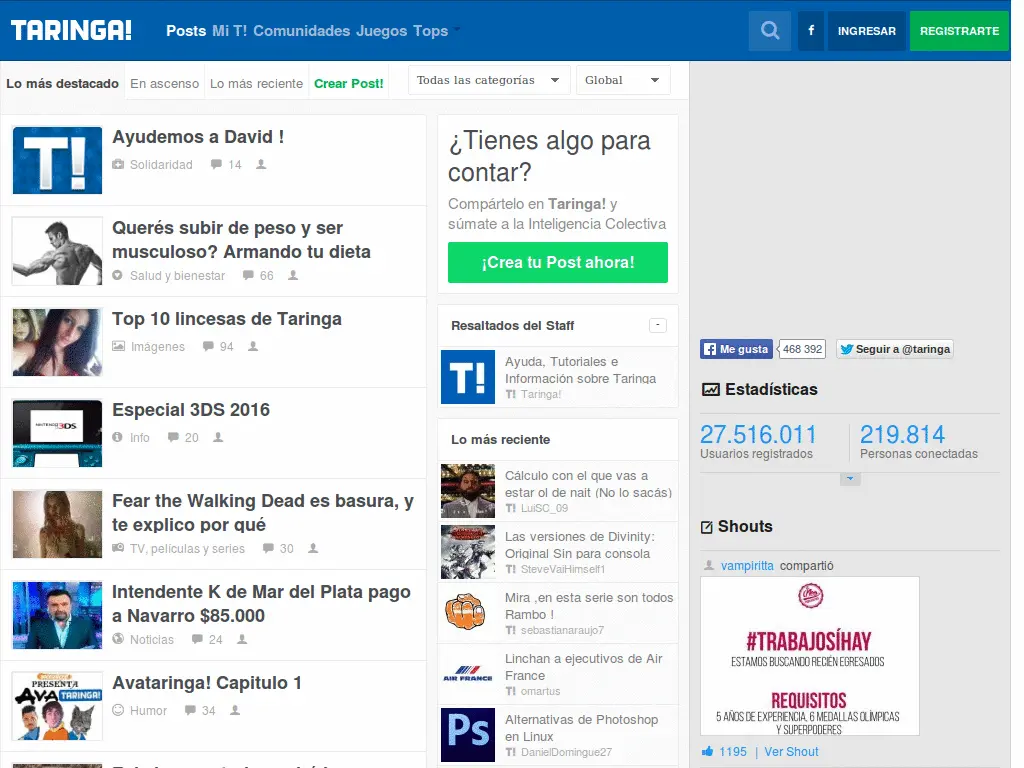 TARINGA!
Posts Mi T! Comunidades Juegos Tops
f
INGRESAR
REGISTRARTE
Lo más destacado
En ascenso
Lo más reciente
Crear Post!
Todas las categorías
Global
T!
Ayudemos a David !
Solidaridad 14
Querés subir de peso y ser
musculoso? Armando tu dieta
Salud y bienestar 66
Top 10 lincesas de Taringa
Imágenes 94
NINTENDO 3DS
Especial 3DS 2016
Info 20
Fear the Walking Dead es basura, y
te explico por qué
TV, películas y series 30
Intendente K de Mar del Plata pago
a Navarro $85.000
Noticias 24
PRESENTA
AVATARINGA!
Avataringa! Capitulo 1
Humor 34
¿Tienes algo para
contar?
Compártelo en Taringa! y
súmate a la Inteligencia Colectiva
¡Crea tu Post ahora!
Resaltados del Staff
-
T!
Ayuda, Tutoriales e
Información sobre Taringa
T! Taringa!
Lo más reciente
Cálculo con el que vas a
estar ol de nait (No lo sacás)
T! LuiSC_09
Las versiones de Divinity:
Original Sin para consola
T! SteveVaiHimself1
Mira ,en esta serie son todos
Rambo !
T! sebastianaraujo7
AIR FRANCE
Linchan a ejecutivos de Air
France
T! omartus
Ps
Alternativas de Photoshop
en Linux
T! DanielDomingue27
Me gusta
468 392
Seguir a @taringa
Estadísticas
27.516.011
Usuarios registrados
219.814
Personas conectadas
Shouts
vampiritta compartió
#TRABAJOSÍHAY
ESTAMOS BUSCANDO RECIÉN EGRESADOS
REQUISITOS
5 AÑOS DE EXPERIENCIA, 6 MEDALLAS OLÍMPICAS
Y SUPERPODERES
1195 | Ver Shout